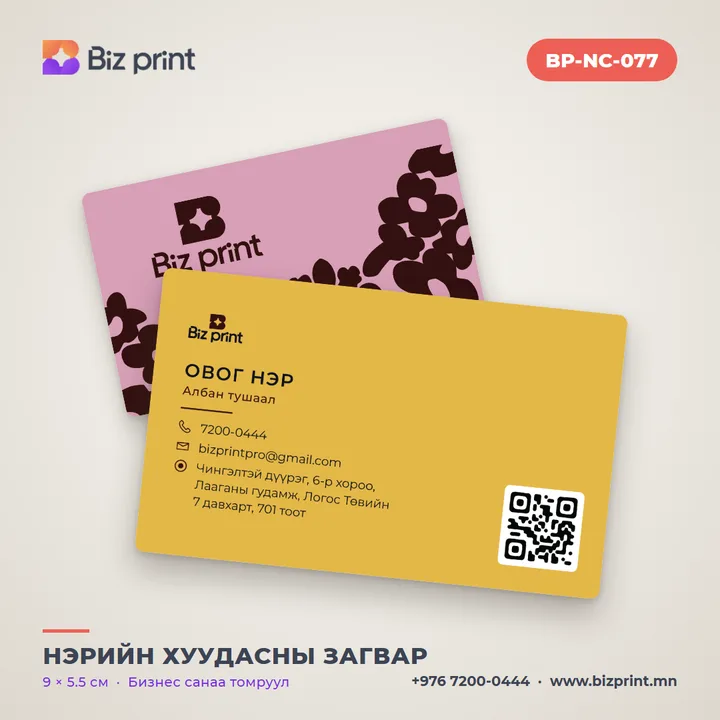 Biz print
BP-NC-077
Biz print
Biz print
ОВОГ НЭР
Албан тушаал
7200-0444
bizprintpro@gmail.com
Чингэлтэй дүүрэг, 6-р хороо,
Лааганы гудамж, Логос Төвийн
7 давхарт, 701 тоот
НЭРИЙН ХУУДАСНЫ ЗАГВАР
9 × 5.5 см · Бизнес санаа томруул
+976 7200-0444 · www.bizprint.mn